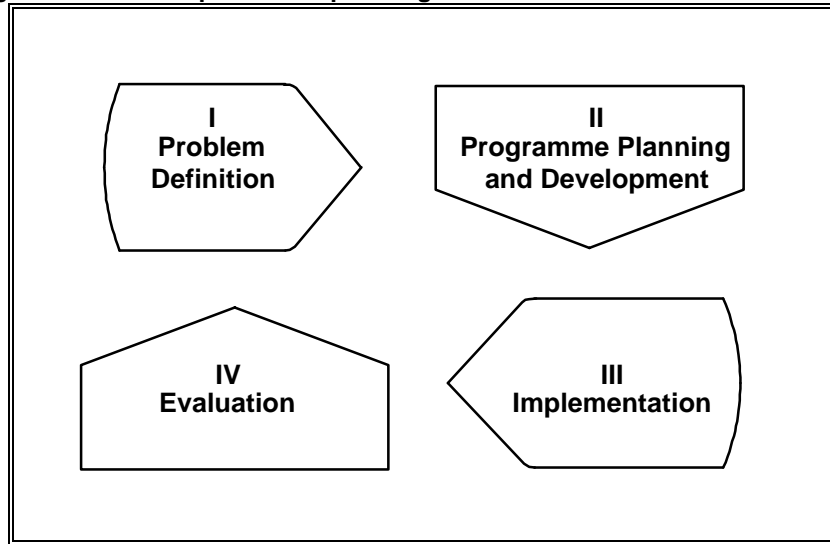 I
Problem
Definition
II
Programme Planning
and Development
IV
Evaluation
III
Implementation